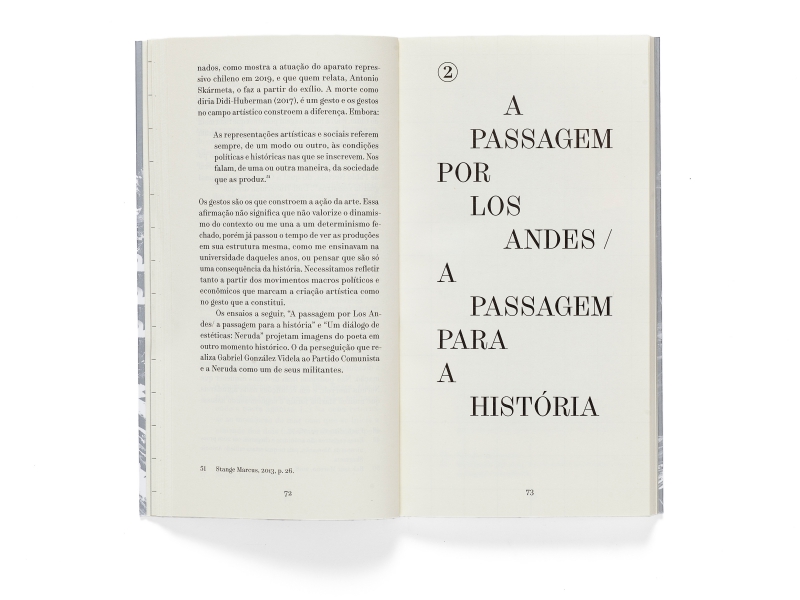 nados, como mostra a atuação do aparato repres-
sivo chileno em 2019, e que quem relata, Antonio
Skármeta, o faz a partir do exílio. A morte como
diria Didi-Huberman (2017), é um gesto e os gestos
no campo artístico constroem a diferença. Embora:
As representações artísticas e sociais referem
sempre, de um modo ou outro, às condições
políticas e históricas nas que se inscrevem. Nos
falam, de uma ou outra maneira, da sociedade
que as produz.51
Os gestos são os que constroem a ação da arte. Essa
afirmação não significa que não valorize o dinamis-
mo do contexto ou me una a um determinismo fe-
chado, porém já passou o tempo de ver as produções
em sua estrutura mesma, como me ensinavam na
universidade daqueles anos, ou pensar que são só
uma consequência da história. Necessitamos refletir
tanto a partir dos movimentos macros políticos e
econômicos que marcam a criação artística como
no gesto que a constitui.
Os ensaios a seguir, "A passagem por Los An-
des/ a passagem para a história" e "Um diálogo de
estéticas: Neruda" projetam imagens do poeta em
outro momento histórico. O da perseguição que re-
aliza Gabriel González Videla ao Partido Comunista
e a Neruda como um de seus militantes.
51 Stange Marcus, 2013, p. 26.
72
2
A
PASSAGEM
POR
LOS
ANDES /
A
PASSAGEM
PARA
A
HISTÓRIA
73